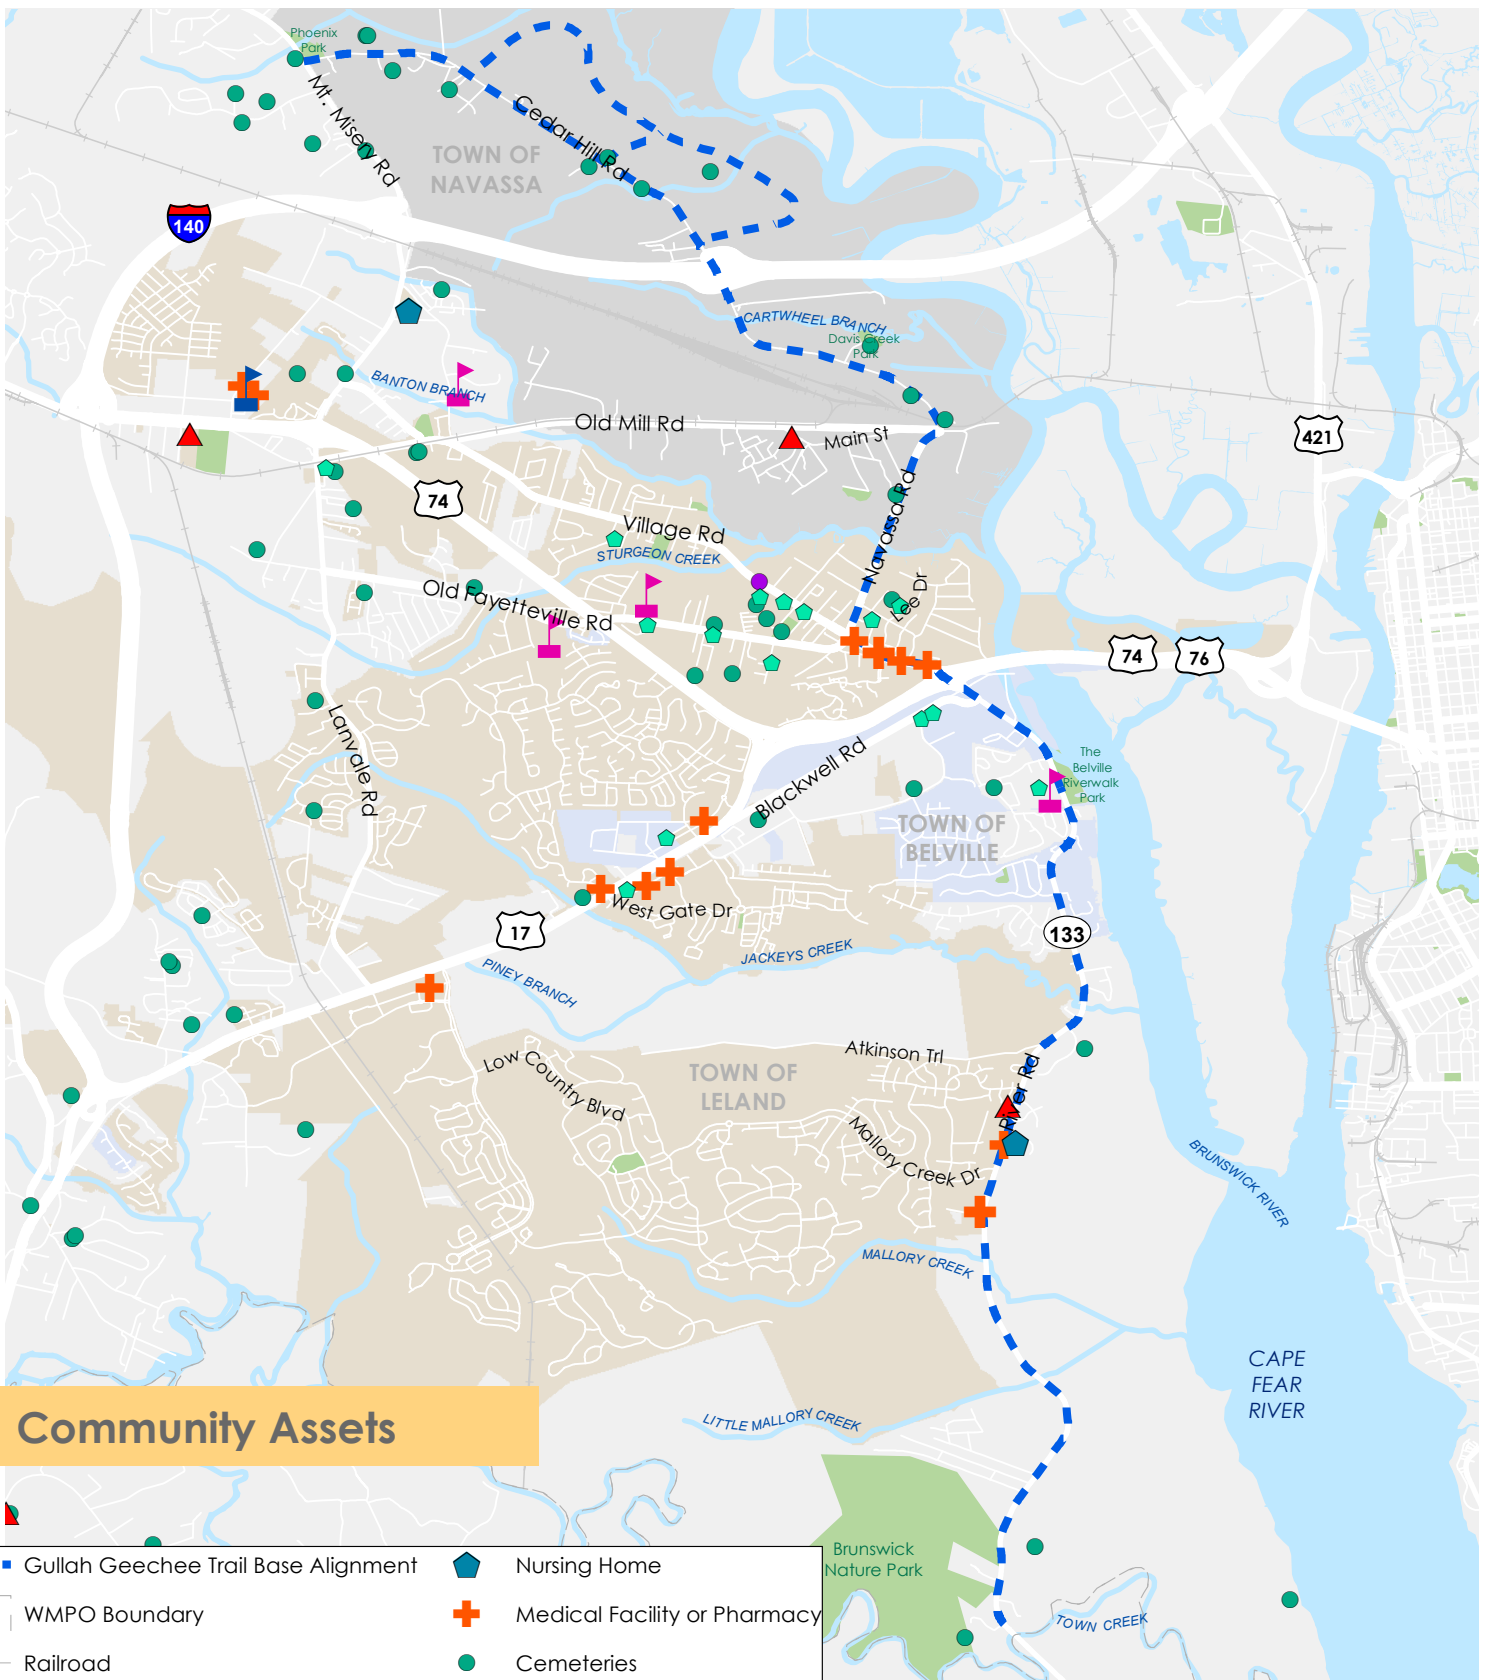 Phoenix
Park
Mt. Misery Rd
Cedar Hill Rd
TOWN OF
NAVASSA
140
CARTWHEEL BRANCH
Davis Creek
Park
BANTON BRANCH
Old Mill Rd
Main St
421
74
Navassa Rd
Village Rd
STURGEON CREEK
Old Fayetteville Rd
Lee Dr
74
76
Lanvale Rd
Blackwell Rd
The
Belville
Riverwalk
Park
TOWN OF
BELVILLE
West Gate Dr
17
133
JACKEYS CREEK
PINEY BRANCH
Low Country Blvd
TOWN OF
LELAND
Atkinson Trl
River Rd
Mallory Creek Dr
BRUNSWICK RIVER
MALLORY CREEK
CAPE
FEAR
RIVER
LITTLE MALLORY CREEK
Community Assets
Brunswick
Nature Park
TOWN CREEK
Gullah Geechee Trail Base Alignment
Nursing Home
WMPO Boundary
Medical Facility or Pharmacy
Railroad
Cemeteries